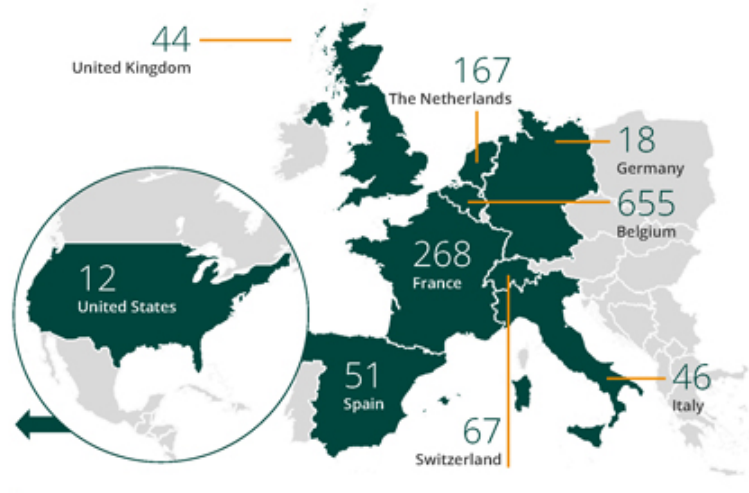 44
United Kingdom
167
The Netherlands
18
Germany
655
Belgium
268
France
12
United States
51
Spain
46
Italy
67
Switzerland